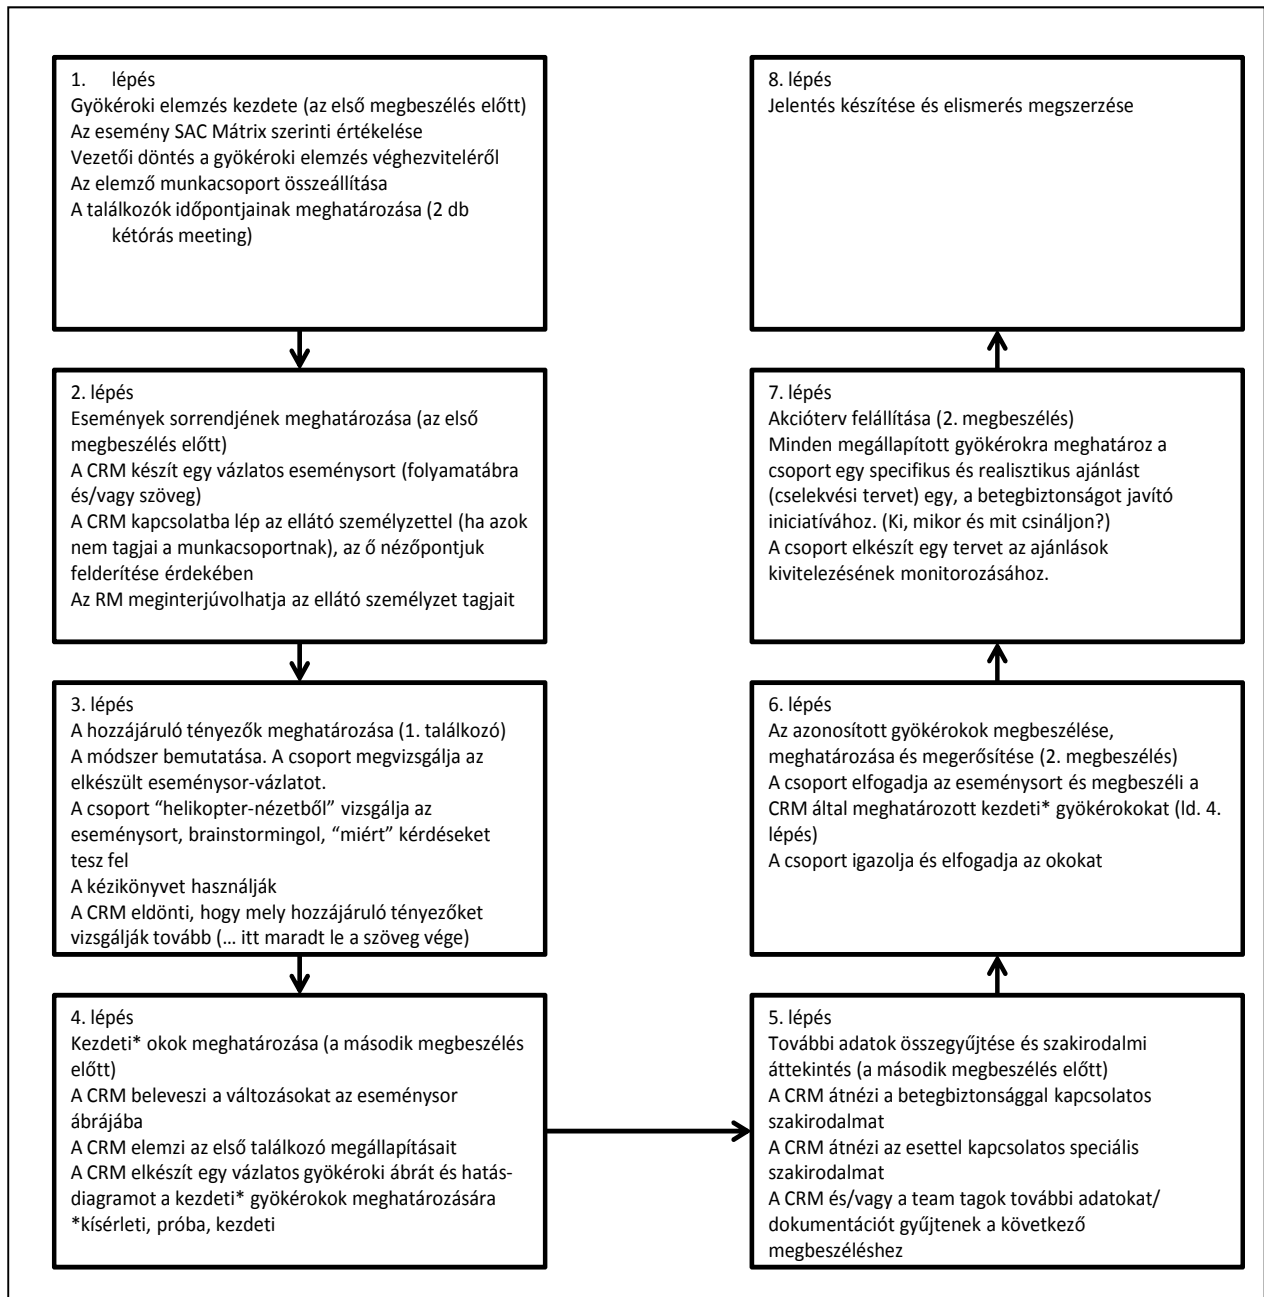 1. lépés
Gyökéroki elemzés kezdete (az első megbeszélés előtt)
Az esemény SAC Mátrix szerinti értékelése
Vezetői döntés a gyökéroki elemzés véghezviteléről
Az elemző munkacsoport összeállítása
A találkozók időpontjainak meghatározása (2 db
kétórás meeting)
2. lépés
Események sorrendjének meghatározása (az első
megbeszélés előtt)
A CRM készít egy vázlatos eseménysort (folyamatábra
és/vagy szöveg)
A CRM kapcsolatba lép az ellátó személyzettel (ha azok
nem tagjai a munkacsoportnak), az ő nézőpontjuk
felderítése érdekében
Az RM meginterjúvolhatja az ellátó személyzet tagjait
3. lépés
A hozzájáruló tényezők meghatározása (1. találkozó)
A módszer bemutatása. A csoport megvizsgálja az
elkészült eseménysor-vázlatot.
A csoport “helikopter-nézetből” vizsgálja az
eseménysort, brainstormingol, “miért” kérdéseket
tesz fel
A kézikönyvet használják
A CRM eldönti, hogy mely hozzájáruló tényezőket
vizsgálják tovább (… itt maradt le a szöveg vége)
4. lépés
Kezdeti* okok meghatározása (a második megbeszélés
előtt)
A CRM beleveszi a változásokat az eseménysor
ábrájába
A CRM elemzi az első találkozó megállapításait
A CRM elkészít egy vázlatos gyökéroki ábrát és hatás-
diagramot a kezdeti* gyökérokok meghatározására
*kísérleti, próba, kezdeti
5. lépés
További adatok összegyűjtése és szakirodalmi
áttekintés (a második megbeszélés előtt)
A CRM átnézi a betegbiztonsággal kapcsolatos
szakirodalmat
A CRM átnézi az esettel kapcsolatos speciális
szakirodalmat
A CRM és/vagy a team tagok további adatokat/
dokumentációt gyűjtenek a következő
megbeszéléshez
6. lépés
Az azonosított gyökérokok megbeszélése,
meghatározása és megerősítése (2. megbeszélés)
A csoport elfogadja az eseménysort és megbeszéli a
CRM által meghatározott kezdeti* gyökérokokat (ld. 4.
lépés)
A csoport igazolja és elfogadja az okokat
7. lépés
Akcióterv felállítása (2. megbeszélés)
Minden megállapított gyökérokra meghatároz a
csoport egy specifikus és realisztikus ajánlást
(cselekvési tervet) egy, a betegbiztonságot javító
iniciatívához. (Ki, mikor és mit csináljon?)
A csoport elkészít egy tervet az ajánlások
kivitelezésének monitorozásához.
8. lépés
Jelentés készítése és elismerés megszerzése